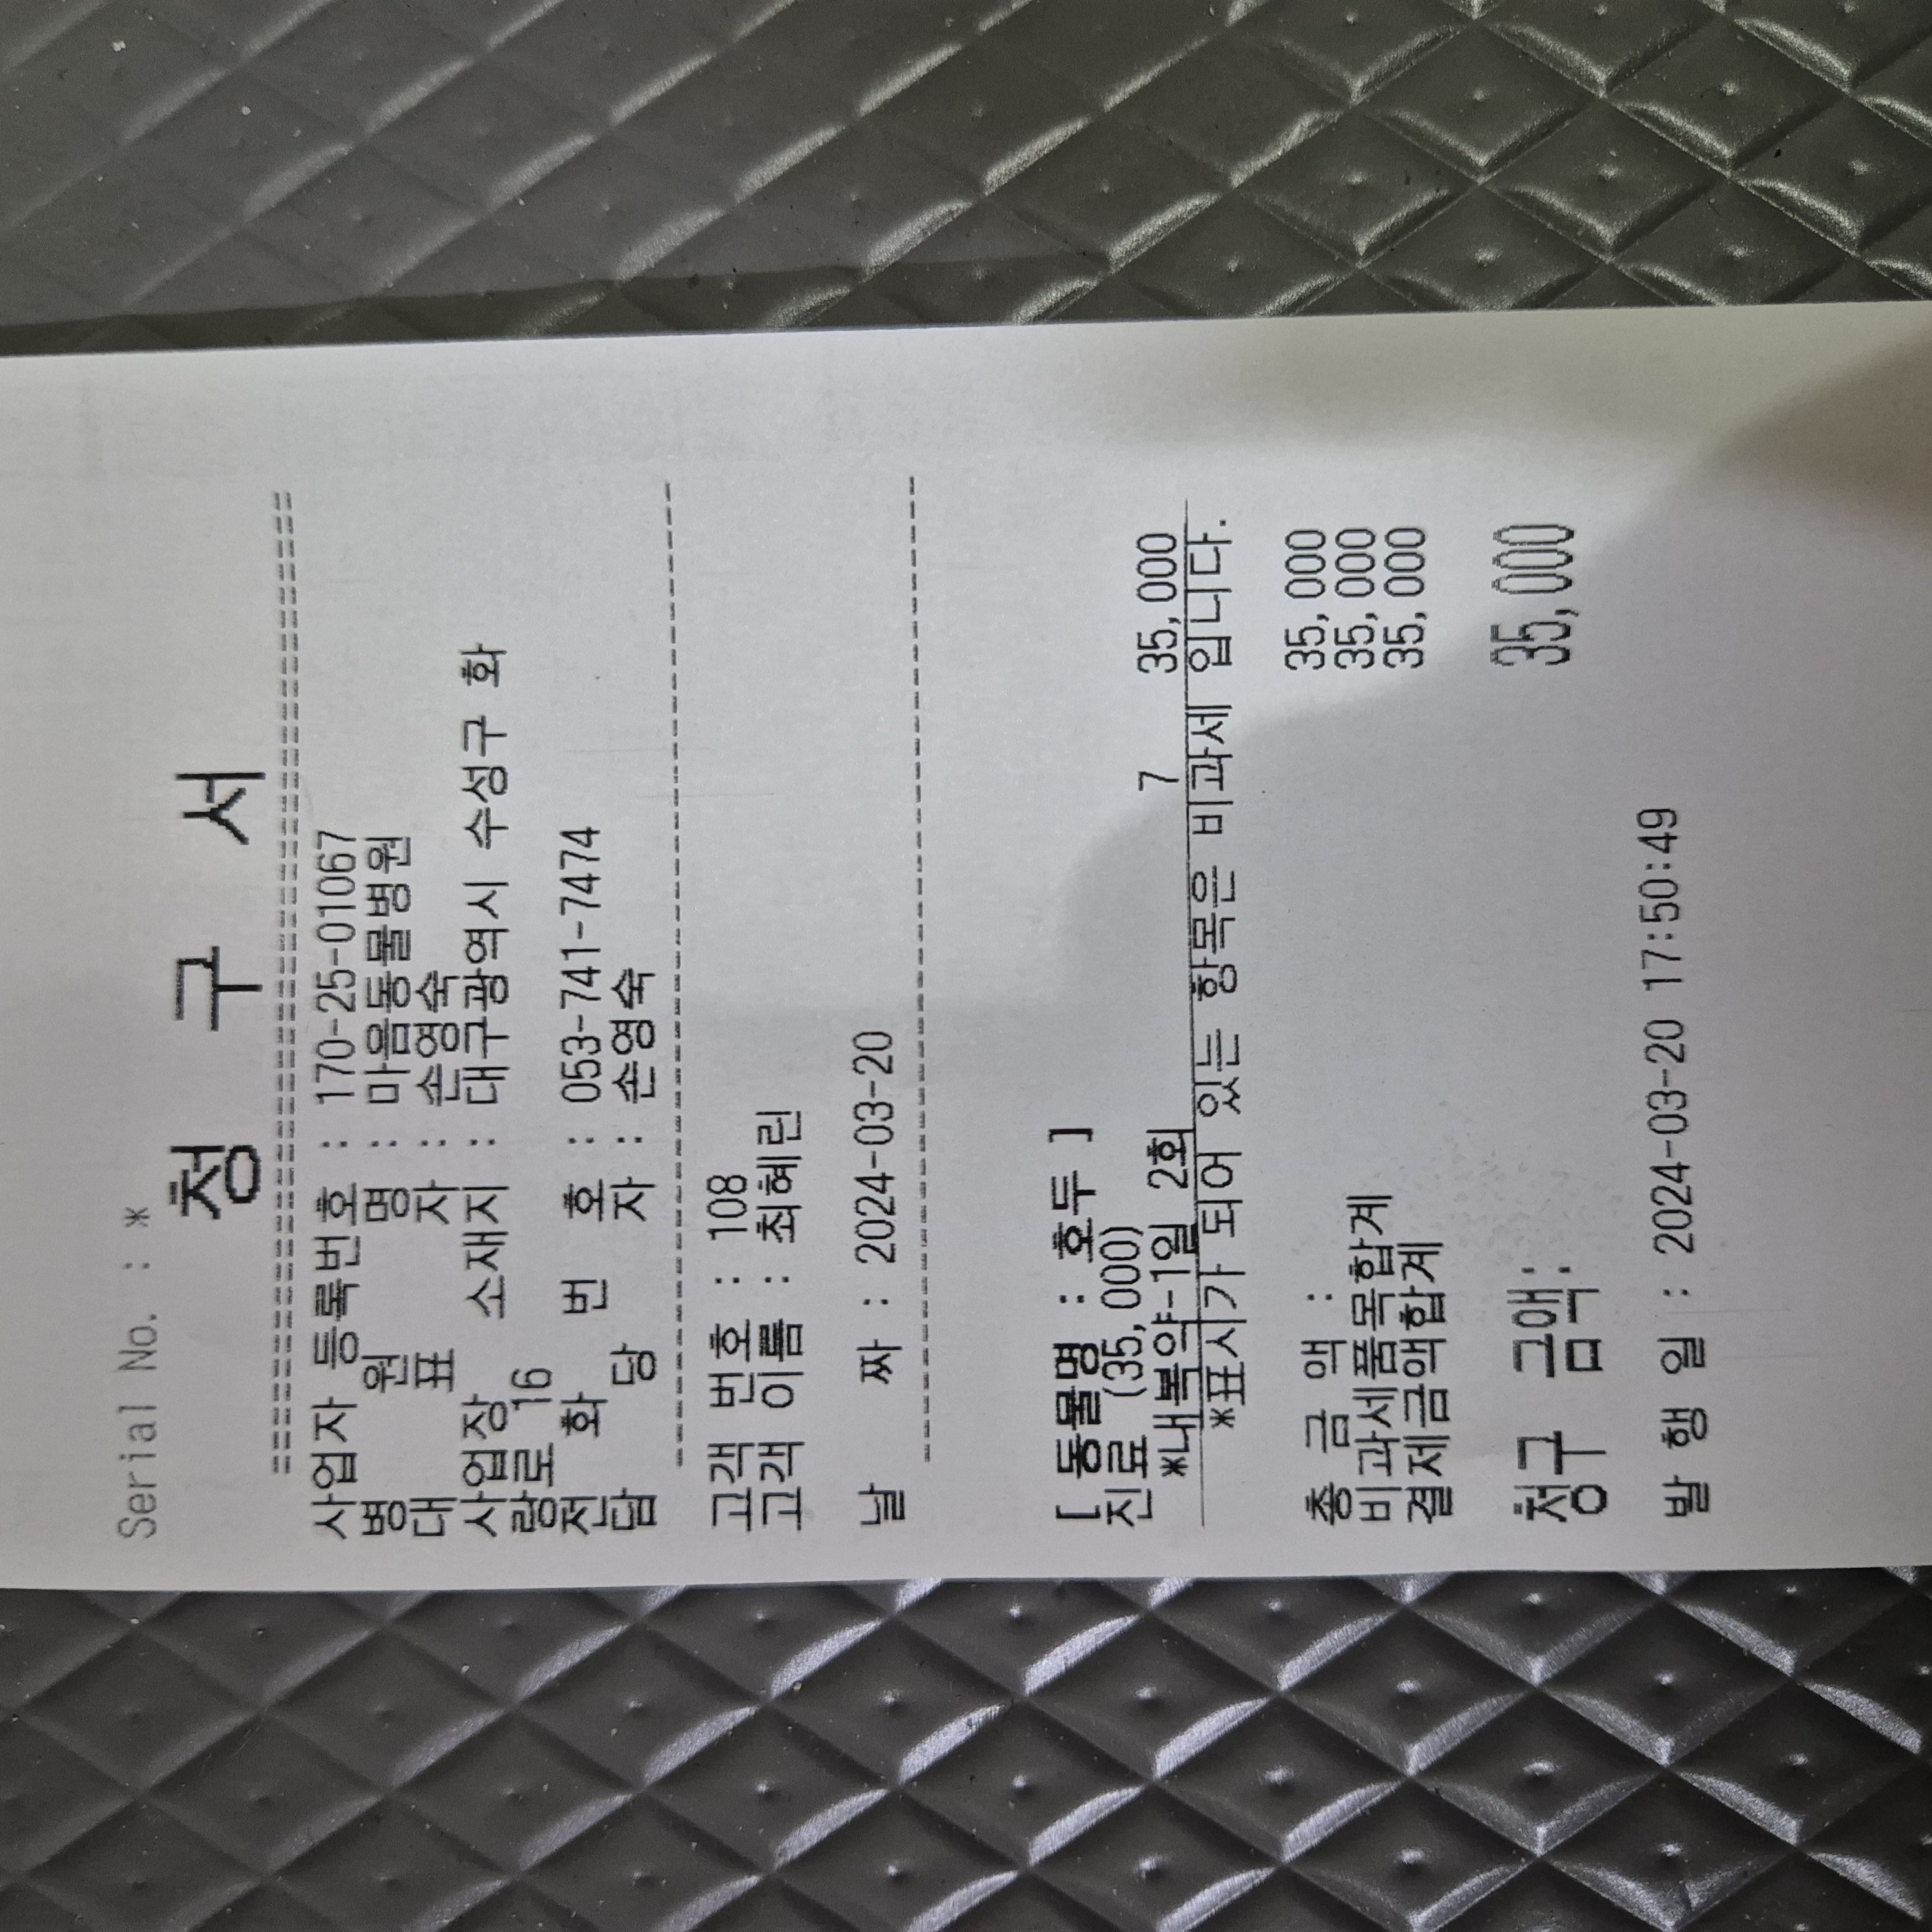 Serial No. : *
청 구 서
사업자 등록번호 : 170-25-01067
병 원 명 : 마음동물병원
대 표 자 : 손영숙
사업장 소재지 : 대구광역시 수성구 화
랑로 16
전 화 번 호 : 053-741-7474
담 당 자 : 손영숙
고객 번호 : 108
고객 이름 : 최혜린
날 짜 : 2024-03-20
[ 동물명 : 호두 ]
진료 (35,000)
*내복약-1일 2회 7 35,000
*표시가 되어 있는 항목은 비과세 입니다.
총 금 액 : 35,000
비과세품목합계 35,000
결제금액합계 35,000
청구 금액: 35,000
발 행 일 : 2024-03-20 17:50:49